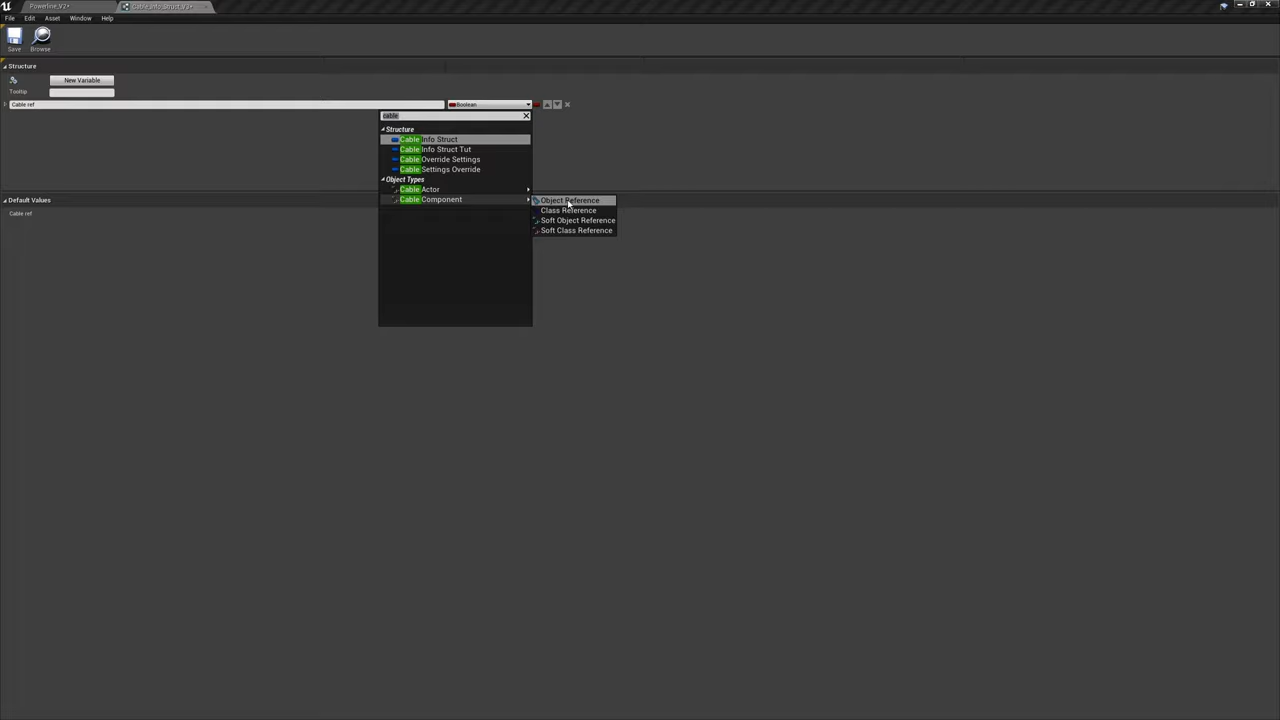 Powerline_V2*
Cable_Info_Struct_V3*
File Edit Asset Window Help
Save Browse
Structure
New Variable
Tooltip
Cable ref Boolean
cable
Structure
Cable Info Struct
Cable Info Struct Tut
Cable Override Settings
Cable Settings Override
Object Types
Cable Actor
Cable Component
Object Reference
Class Reference
Soft Object Reference
Soft Class Reference
Default Values
Cable ref